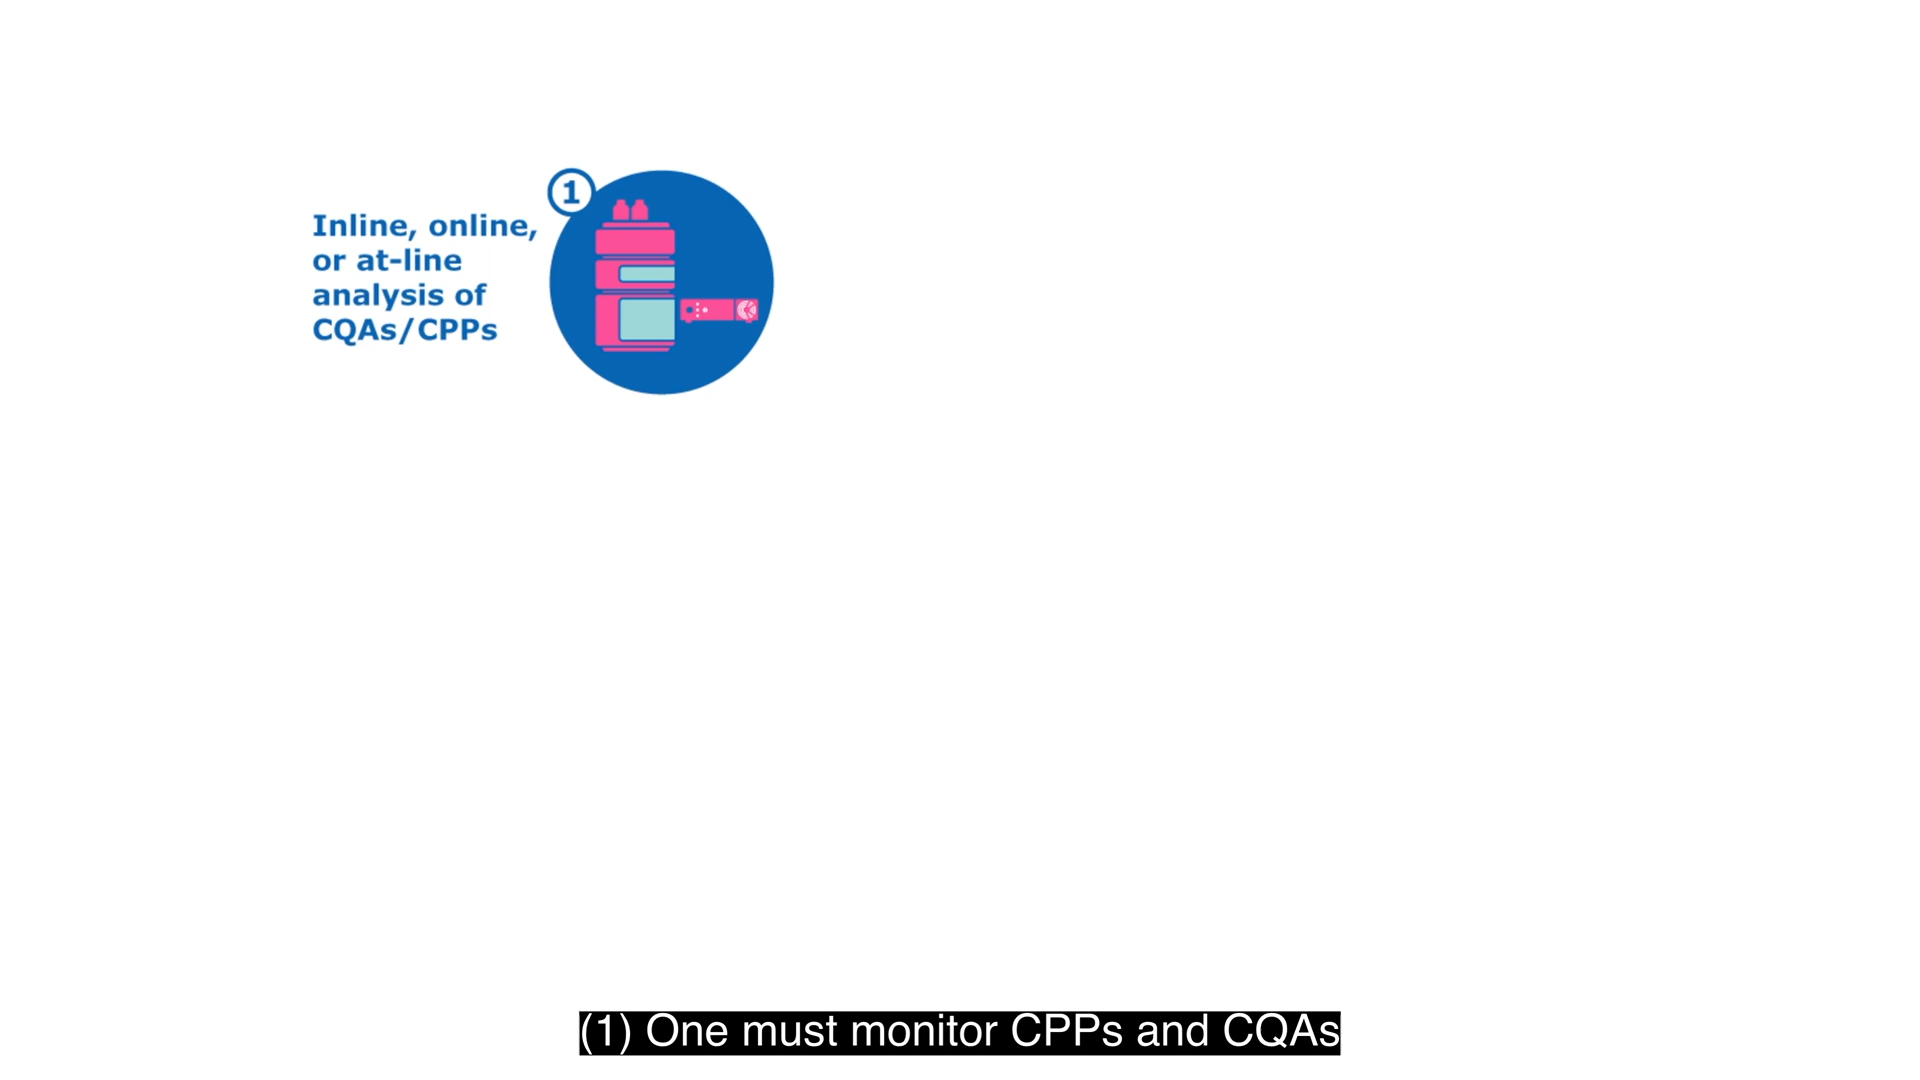 1
Inline, online,
or at-line
analysis of
CQAs/CPPs
(1) One must monitor CPPs and CQAs